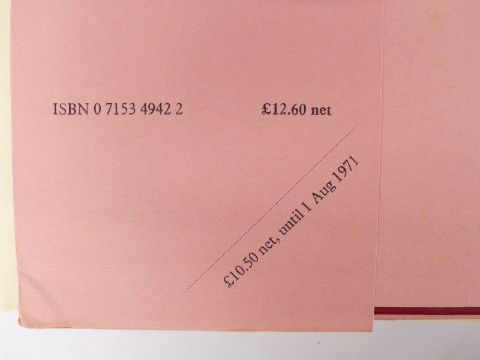 ISBN 0 7153 4942 2 £12.60 net
£10.50 net, until 1 Aug 1971